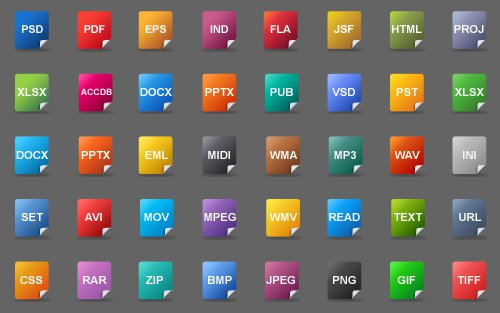 PSD PDF EPS IND FLA JSF HTML PROJ
XLSX ACCDB DOCX PPTX PUB VSD PST XLSX
DOCX PPTX EML MIDI WMA MP3 WAV INI
SET AVI MOV MPEG WMV READ TEXT URL
CSS RAR ZIP BMP JPEG PNG GIF TIFF